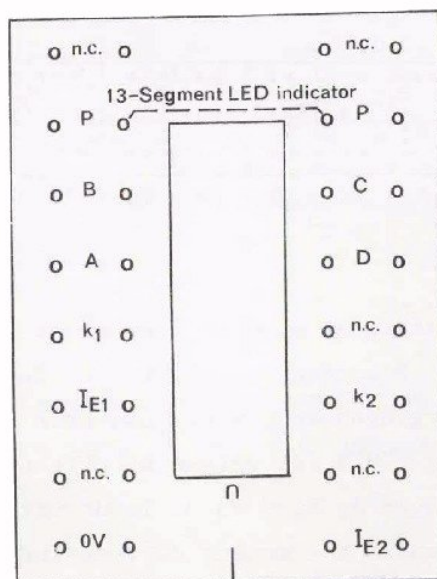 n.c. n.c.
13-Segment LED indicator
P P
B C
A D
k1 n.c.
IE1 k2
n.c. n.c.
0V IE2